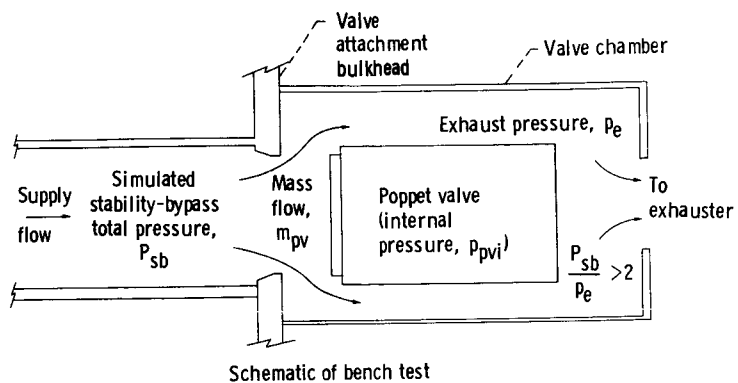 Valve
attachment
bulkhead
Valve chamber
Exhaust pressure, pe
Supply
flow
Simulated
stability-bypass
total pressure,
Psb
Mass
flow,
mpv
Poppet valve
(internal
pressure, ppvi)
To
exhauster
Psb
pe >2
Schematic of bench test